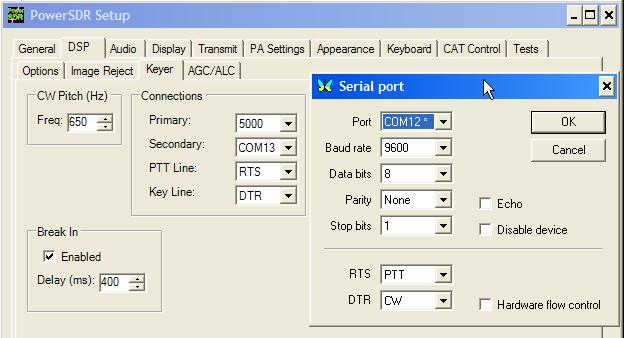 PowerSDR Setup
General DSP Audio Display Transmit PA Settings Appearance Keyboard CAT Control Tests
Options Image Reject Keyer AGC/ALC
CW Pitch (Hz)
Freq: 650
Connections
Primary: 5000
Secondary: COM13
PTT Line: RTS
Key Line: DTR
Break In
Enabled
Delay (ms): 400
Serial port
Port COM12 *
OK
Baud rate 9600
Cancel
Data bits 8
Parity None
Echo
Stop bits 1
Disable device
RTS PTT
DTR CW
Hardware flow control